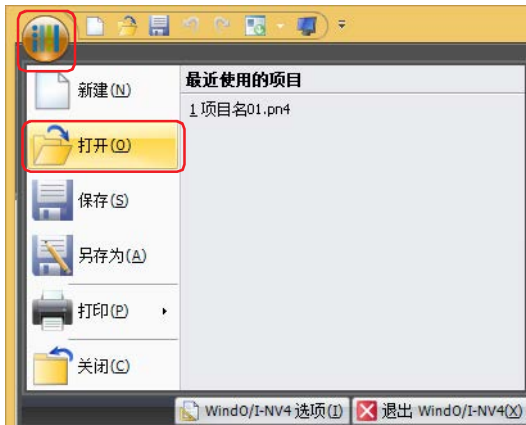 新建(N)
打开(O)
保存(S)
另存为(A)
打印(P)
关闭(C)
最近使用的项目
1 项目名01.pn4
WindO/I-NV4 选项(I)
退出 WindO/I-NV4(X)